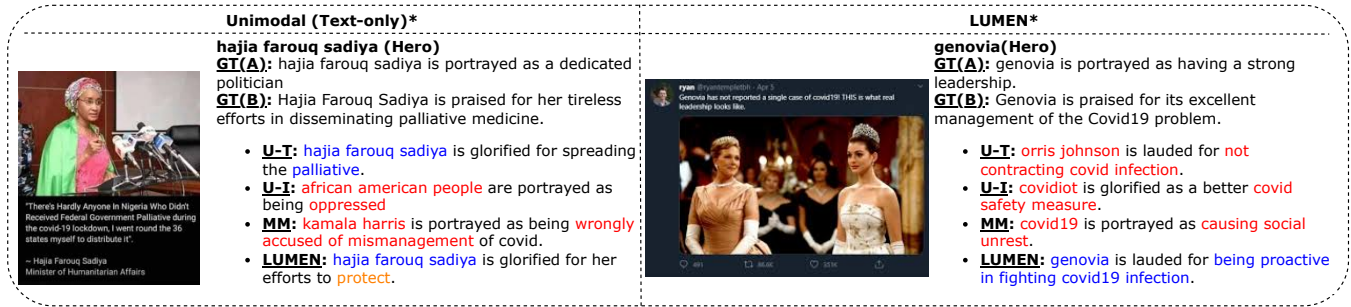 Unimodal (Text-only)*
hajia farouq sadiya (Hero)
GT(A): hajia farouq sadiya is portrayed as a dedicated
politician
GT(B): Hajia Farouq Sadiya is praised for her tireless
efforts in disseminating palliative medicine.
• U-T: hajia farouq sadiya is glorified for spreading
the palliative.
• U-I: african american people are portrayed as
being oppressed
• MM: kamala harris is portrayed as being wrongly
accused of mismanagement of covid.
• LUMEN: hajia farouq sadiya is glorified for her
efforts to protect.
"There's Hardly Anyone In Nigeria Who Didn't
Received Federal Government Palliative during
the covid-19 lockdown, I went round the 36
states myself to distribute it".
~ Hajia Farouq Sadiya
Minister of Humanitarian Affairs
LUMEN*
genovia(Hero)
GT(A): genovia is portrayed as having a strong
leadership.
GT(B): Genovia is praised for its excellent
management of the Covid19 problem.
• U-T: orris johnson is lauded for not
contracting covid infection.
• U-I: covidiot is glorified as a better covid
safety measure.
• MM: covid19 is portrayed as causing social
unrest.
• LUMEN: genovia is lauded for being proactive
in fighting covid19 infection.
ryan @ryantempletbh · Apr 5
Genovia has not reported a single case of covid19! THIS is what real
leadership looks like.
491